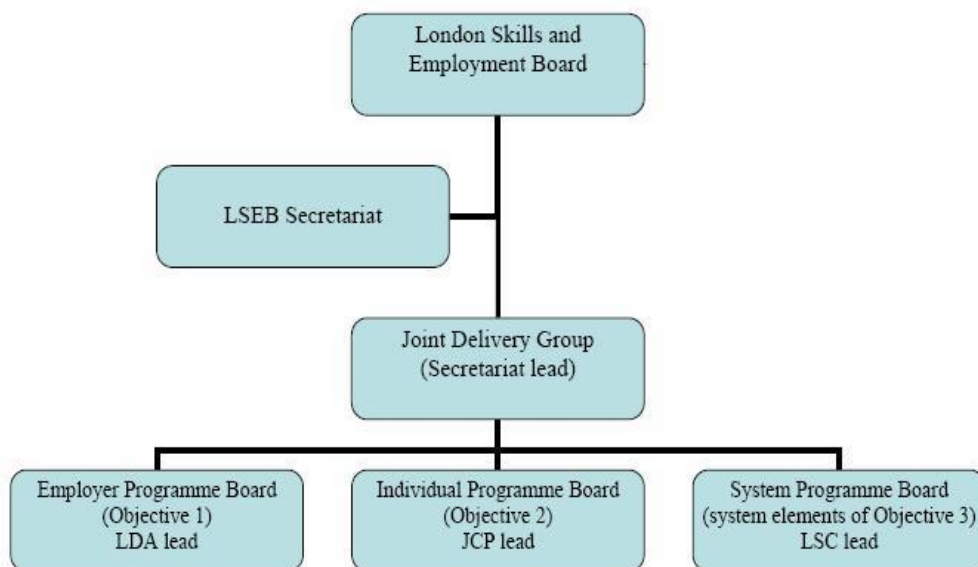 London Skills and
Employment Board
LSEB Secretariat
Joint Delivery Group
(Secretariat lead)
Employer Programme Board
(Objective 1)
LDA lead
Individual Programme Board
(Objective 2)
JCP lead
System Programme Board
(system elements of Objective 3)
LSC lead